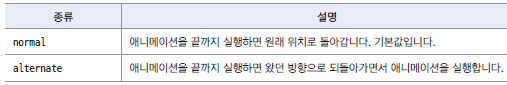 종류 설명
normal 애니메이션을 끝까지 실행하면 원래 위치로 돌아갑니다. 기본값입니다.
alternate 애니메이션을 끝까지 실행하면 왔던 방향으로 되돌아가면서 애니메이션을 실행합니다.